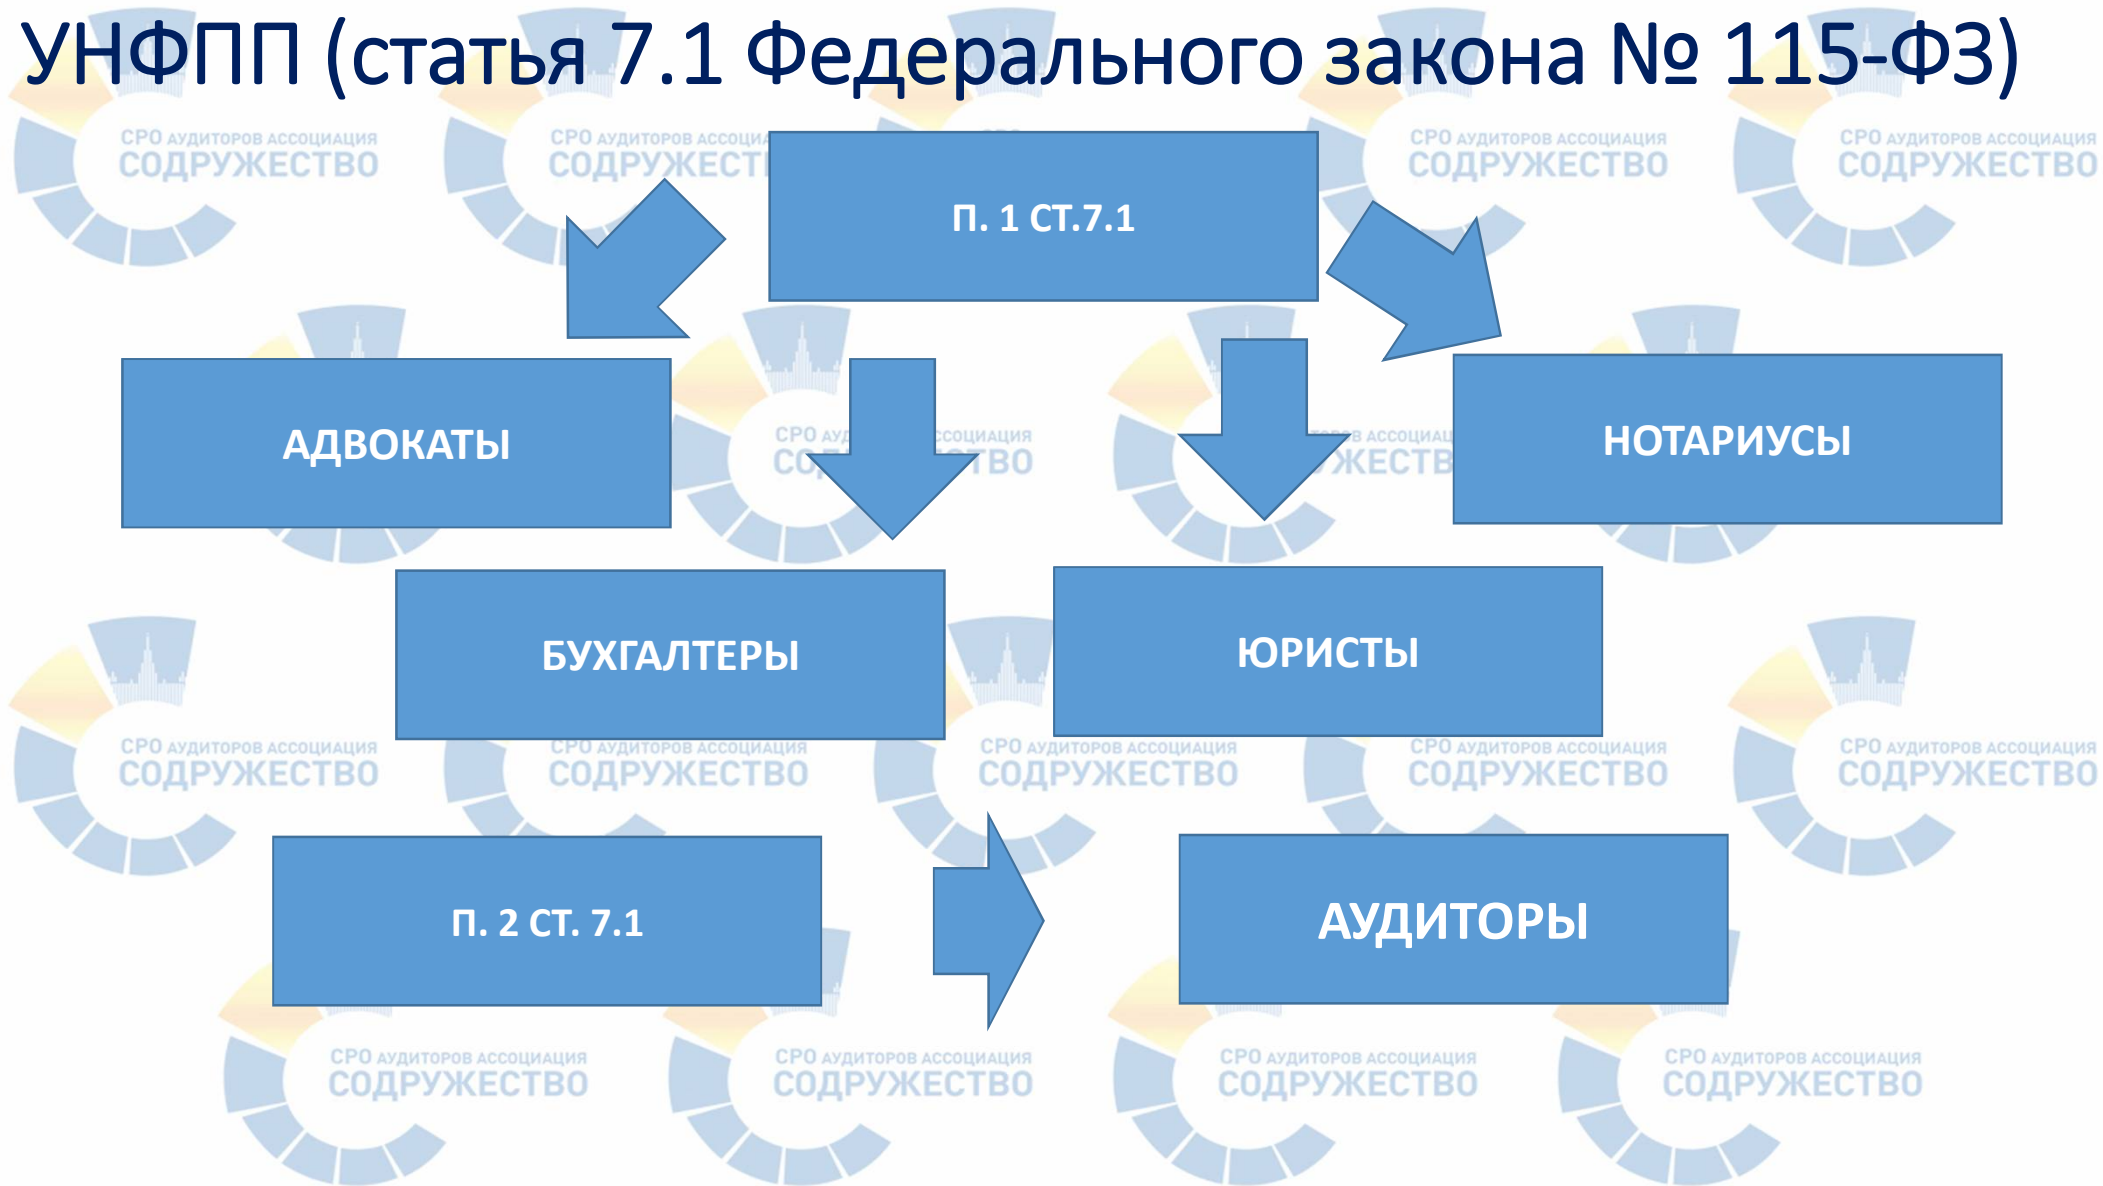 УНФПП (статья 7.1 Федерального закона № 115-ФЗ)
П. 1 СТ.7.1
АДВОКАТЫ
НОТАРИУСЫ
БУХГАЛТЕРЫ
ЮРИСТЫ
П. 2 СТ. 7.1
АУДИТОРЫ
СРО АУДИТОРОВ АССОЦИАЦИЯ
СОДРУЖЕСТВО